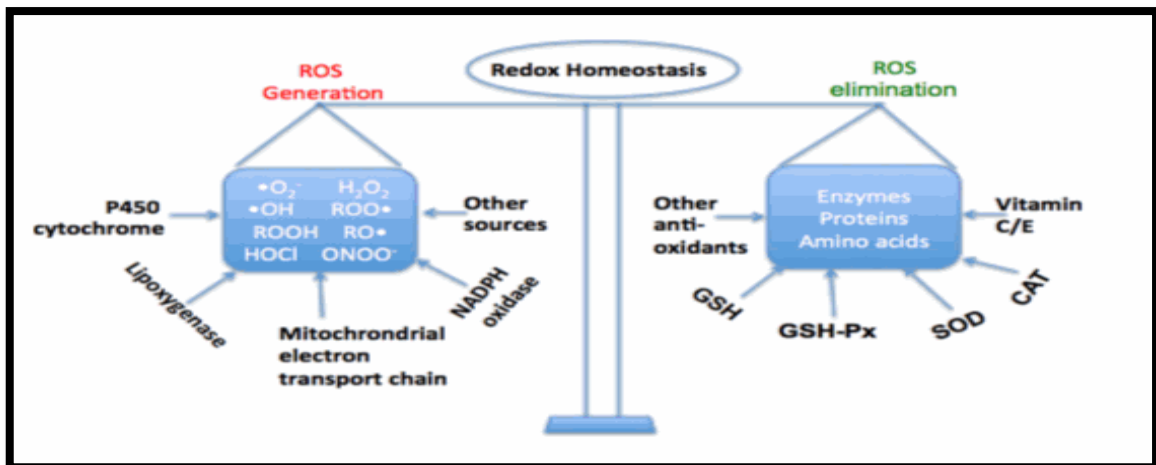 Redox Homeostasis
ROS
Generation
ROS
elimination
•O₂⁻ H₂O₂
•OH ROO•
ROOH RO•
HOCl ONOO⁻
P450
cytochrome
Other
sources
Lipoxygenase
Mitrochrondrial
electron
transport chain
NADPH
oxidase
Enzymes
Proteins
Amino acids
Other
anti-
oxidants
Vitamin
C/E
GSH
GSH-Px
SOD
CAT